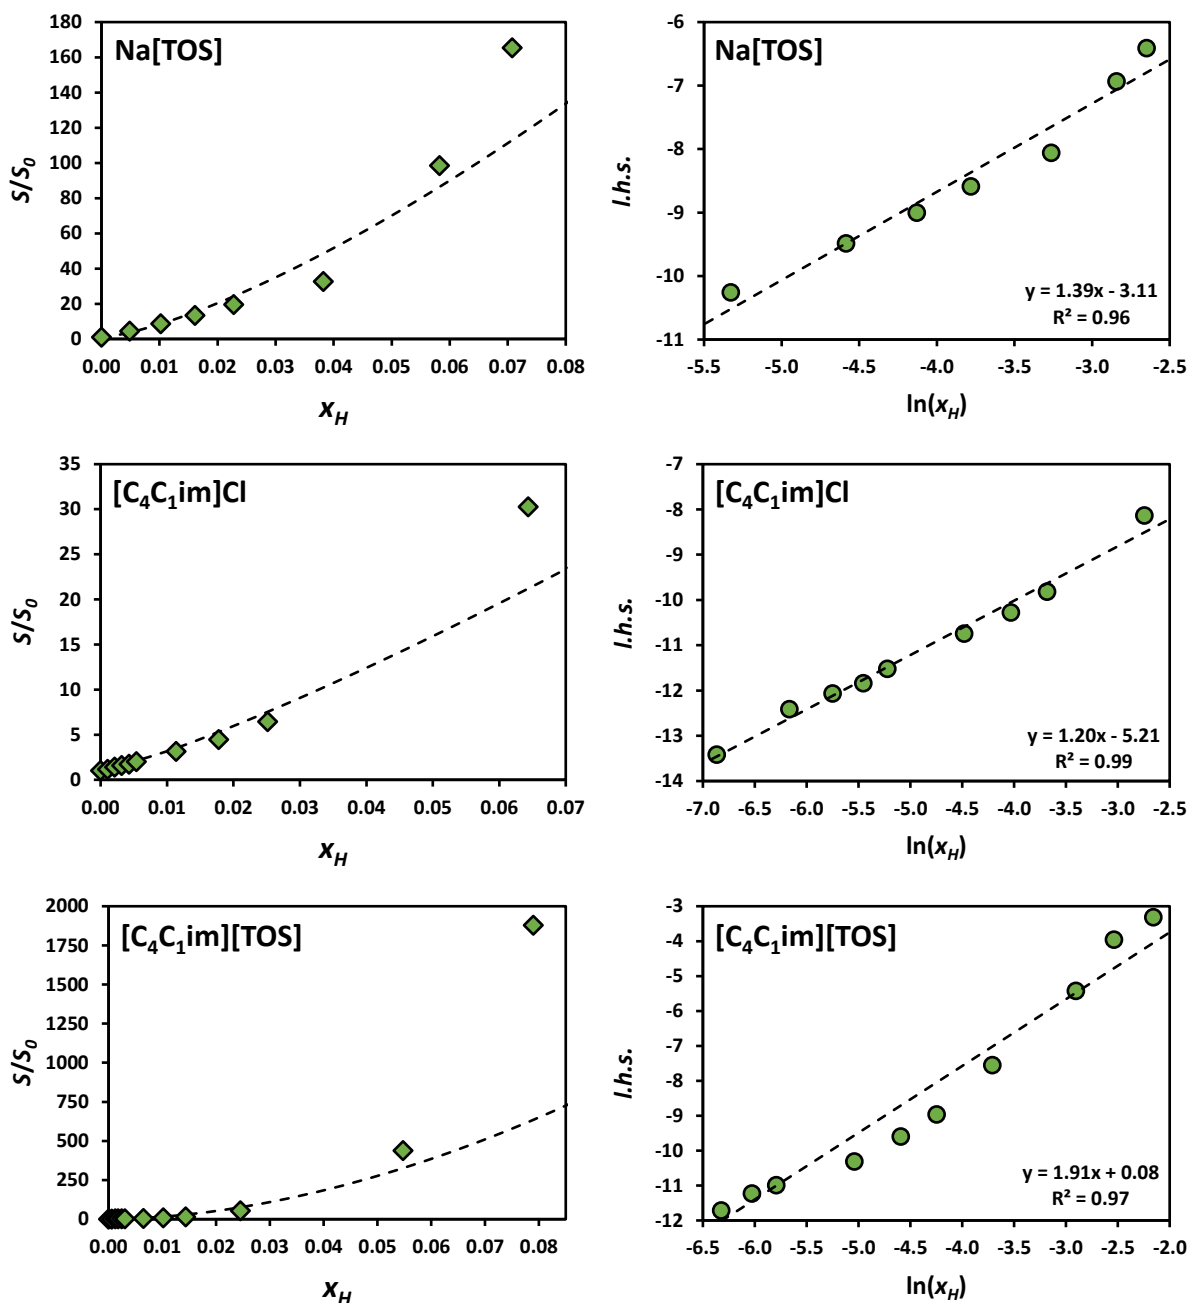 Na[TOS]
S/S₀
180
160
140
120
100
80
60
40
20
0
0.00 0.01 0.02 0.03 0.04 0.05 0.06 0.07 0.08
x_H
Na[TOS]
l.h.s.
-6
-7
-8
-9
-10
-11
y = 1.39x - 3.11
R² = 0.96
-5.5 -5.0 -4.5 -4.0 -3.5 -3.0 -2.5
ln(x_H)
[C₄C₁im]Cl
S/S₀
35
30
25
20
15
10
5
0
0.00 0.01 0.02 0.03 0.04 0.05 0.06 0.07
x_H
[C₄C₁im]Cl
l.h.s.
-7
-8
-9
-10
-11
-12
-13
-14
y = 1.20x - 5.21
R² = 0.99
-7.0 -6.5 -6.0 -5.5 -5.0 -4.5 -4.0 -3.5 -3.0 -2.5
ln(x_H)
[C₄C₁im][TOS]
S/S₀
2000
1750
1500
1250
1000
750
500
250
0
0.00 0.01 0.02 0.03 0.04 0.05 0.06 0.07 0.08
x_H
[C₄C₁im][TOS]
l.h.s.
-3
-4
-5
-6
-7
-8
-9
-10
-11
-12
y = 1.91x + 0.08
R² = 0.97
-6.5 -6.0 -5.5 -5.0 -4.5 -4.0 -3.5 -3.0 -2.5 -2.0
ln(x_H)